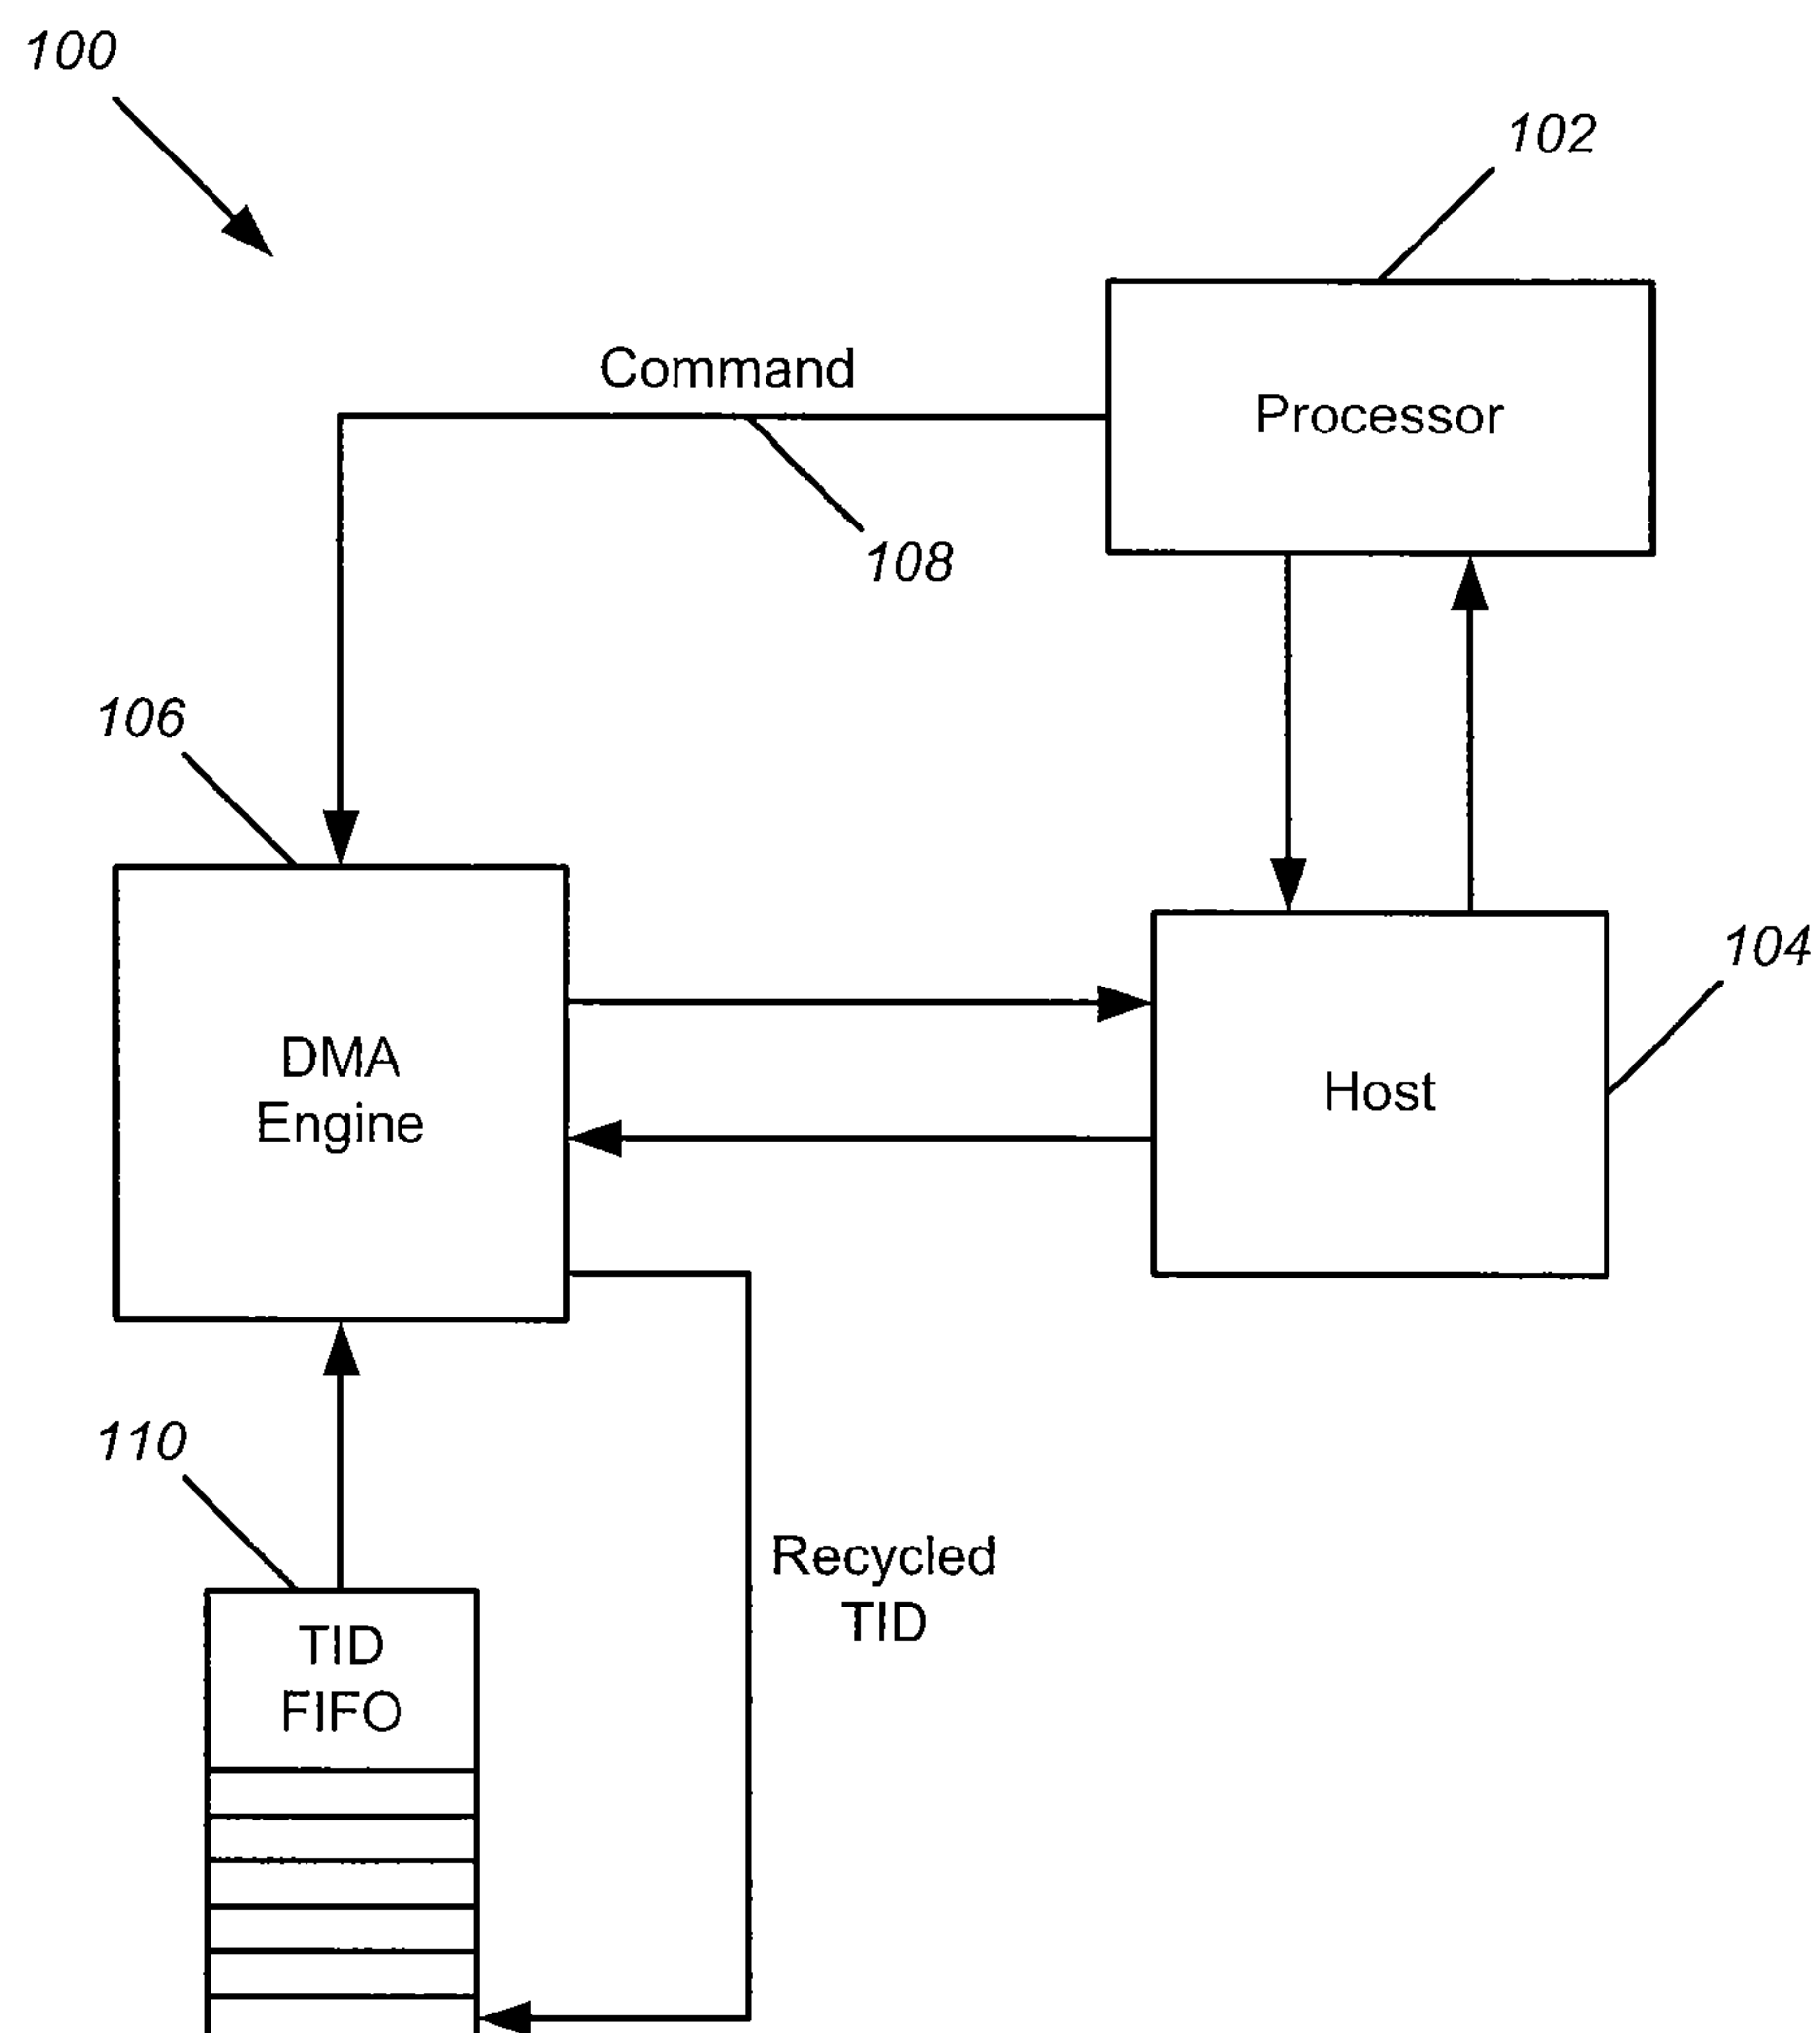 100
102
Command
Processor
108
106
104
DMA
Engine
Host
110
Recycled
TID
TID
FIFO